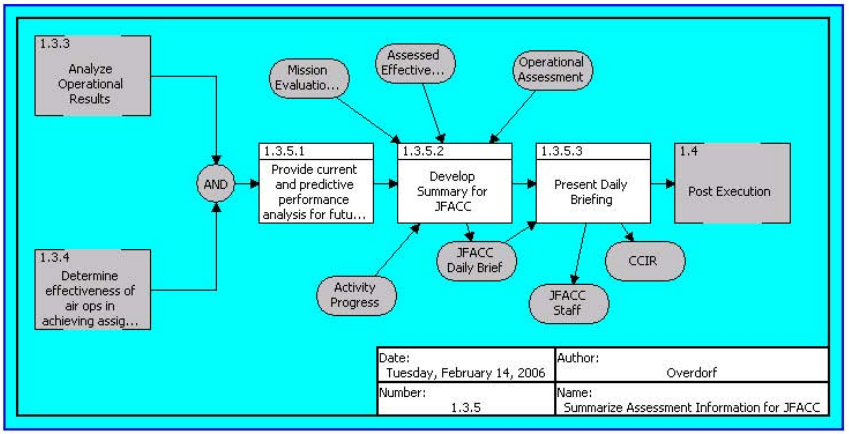 1.3.3
Analyze
Operational
Results
Mission
Evaluatio...
Assessed
Effective...
Operational
Assessment
AND
1.3.5.1
Provide current
and predictive
performance
analysis for futu...
1.3.5.2
Develop
Summary for
JFACC
1.3.5.3
Present Daily
Briefing
1.4
Post Execution
1.3.4
Determine
effectiveness of
air ops in
achieving assig...
Activity
Progress
JFACC
Daily Brief
JFACC
Staff
CCIR
Date:
Tuesday, February 14, 2006
Author:
Overdorf
Number:
1.3.5
Name:
Summarize Assessment Information for JFACC